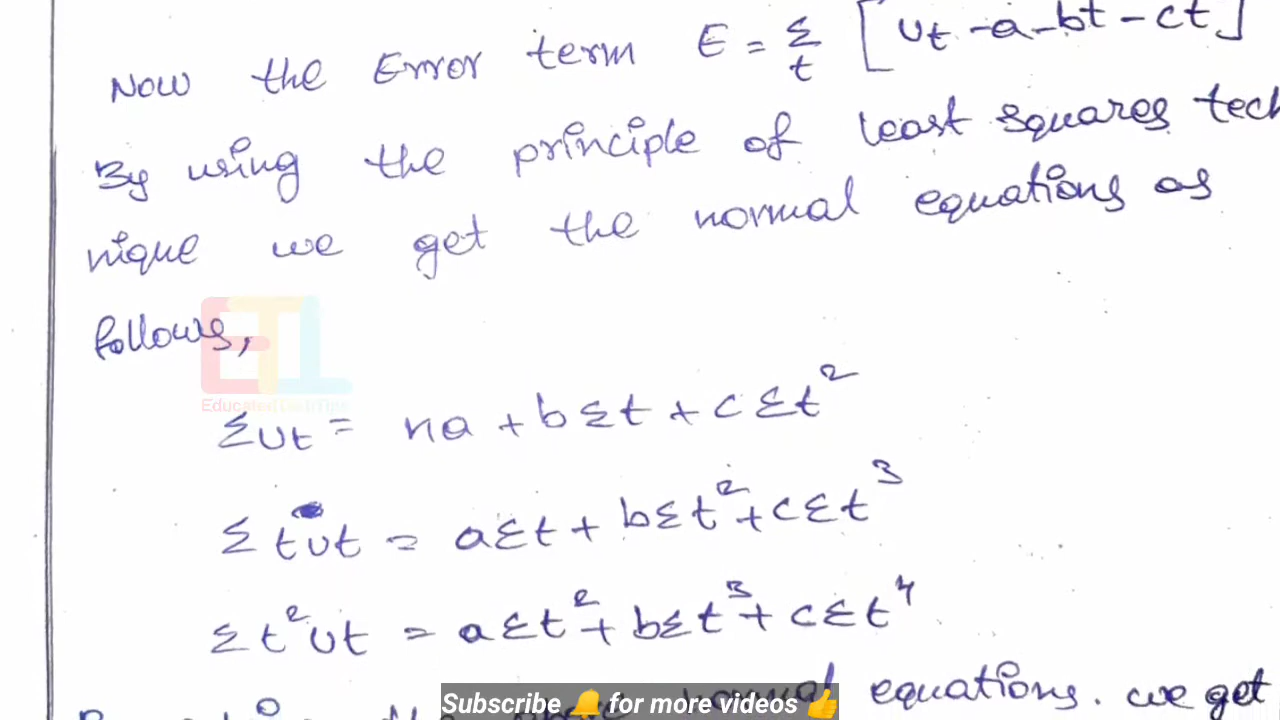 Now the Error term E = Σ t [Ut - a - bt - ct]
By using the principle of least squares tech
nique we get the normal equations as
follows,
ΣUt = na + bΣt + cΣt²
ΣtUt = aΣt + bΣt² + cΣt³
Σt²Ut = aΣt² + bΣt³ + cΣt⁴
normal equations. we get
Subscribe 🔔 for more videos 👍